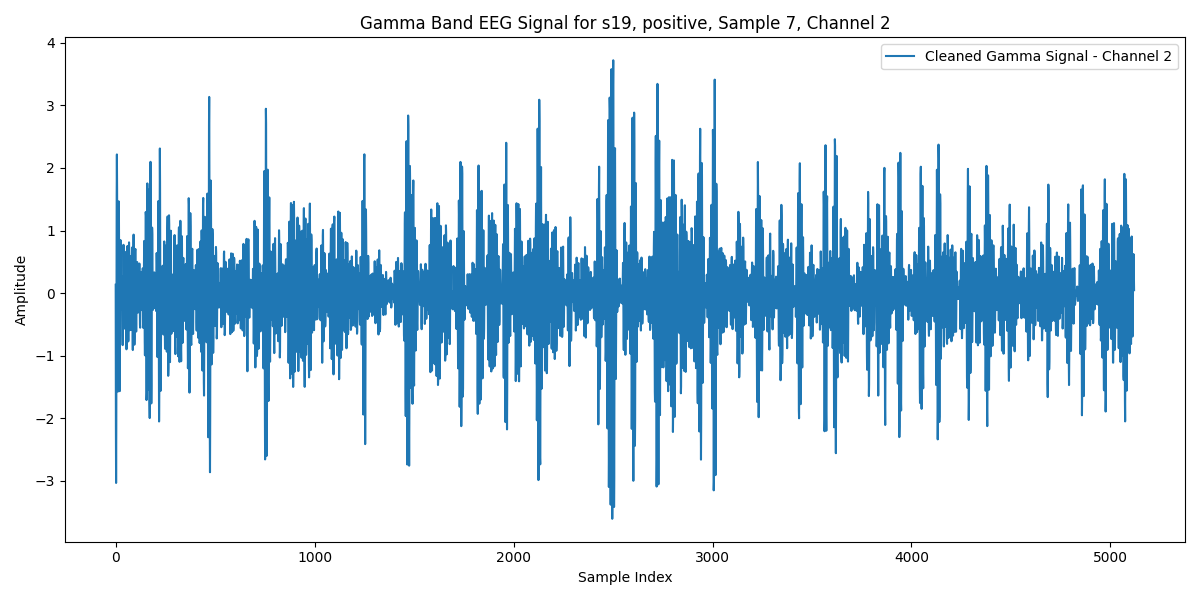 Gamma Band EEG Signal for s19, positive, Sample 7, Channel 2
Cleaned Gamma Signal - Channel 2
4
3
2
1
0
−1
−2
−3
Amplitude
0 1000 2000 3000 4000 5000
Sample Index